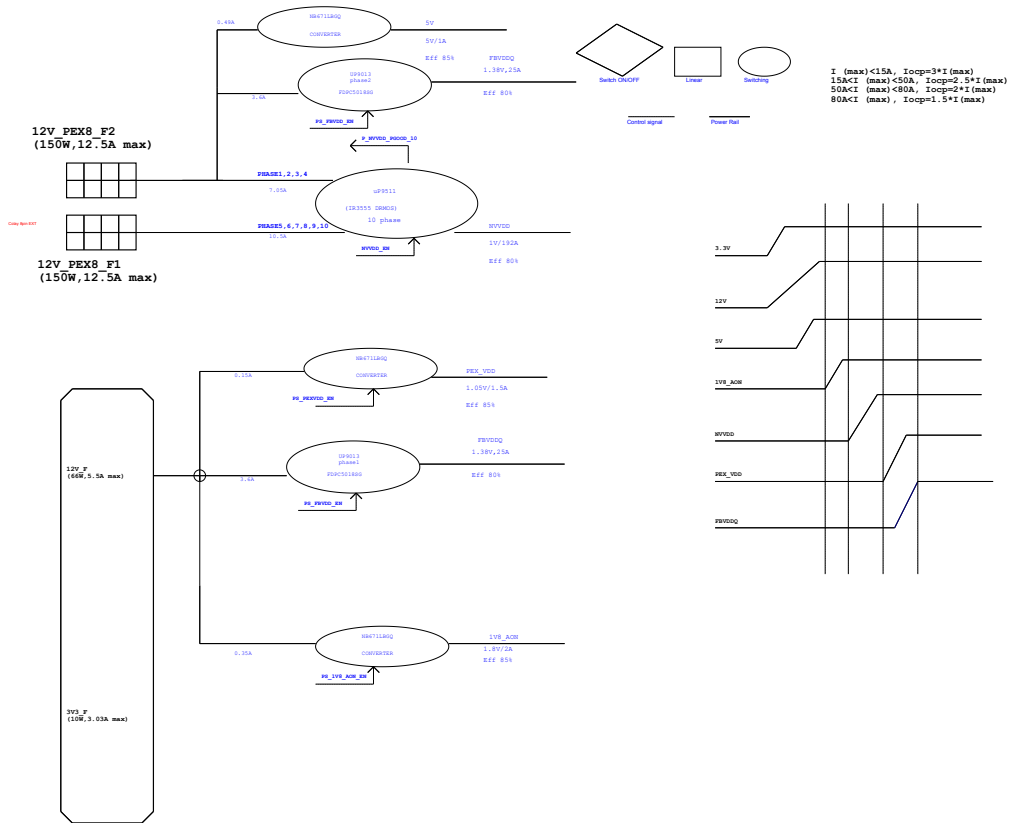 0.49A
NB671LBGQ
CONVERTER
5V
5V/1A
Eff 85%
UP9013
phase2
FDPC5018SG
3.6A
FBVDDQ
1.38V,25A
Eff 80%
PS_FBVDD_EN
P_NVVDD_PGOOD_10
12V_PEX8_F2
(150W,12.5A max)
PHASE1,2,3,4
7.05A
uP9511
(IR3555 DRMOS)
10 phase
PHASE5,6,7,8,9,10
10.5A
NVVDD
1V/192A
Eff 80%
NVVDD_EN
12V_PEX8_F1
(150W,12.5A max)
Switch ON/OFF
Linear
Switching
Control signal
Power Rail
I (max)<15A, Iocp=3*I(max)
15A<I (max)<50A, Iocp=2.5*I(max)
50A<I (max)<80A, Iocp=2*I(max)
80A<I (max), Iocp=1.5*I(max)
3.3V
12V
5V
1V8_AON
NVVDD
PEX_VDD
FBVDDQ
NB671LBGQ
CONVERTER
0.15A
PEX_VDD
1.05V/1.5A
Eff 85%
PS_PEXVDD_EN
12V_F
(66W,5.5A max)
UP9013
phase1
FDPC5018SG
3.6A
FBVDDQ
1.38V,25A
Eff 80%
PS_FBVDD_EN
NB671LBGQ
CONVERTER
0.35A
1V8_AON
1.8V/2A
Eff 85%
PS_1V8_AON_EN
3V3_F
(10W,3.03A max)